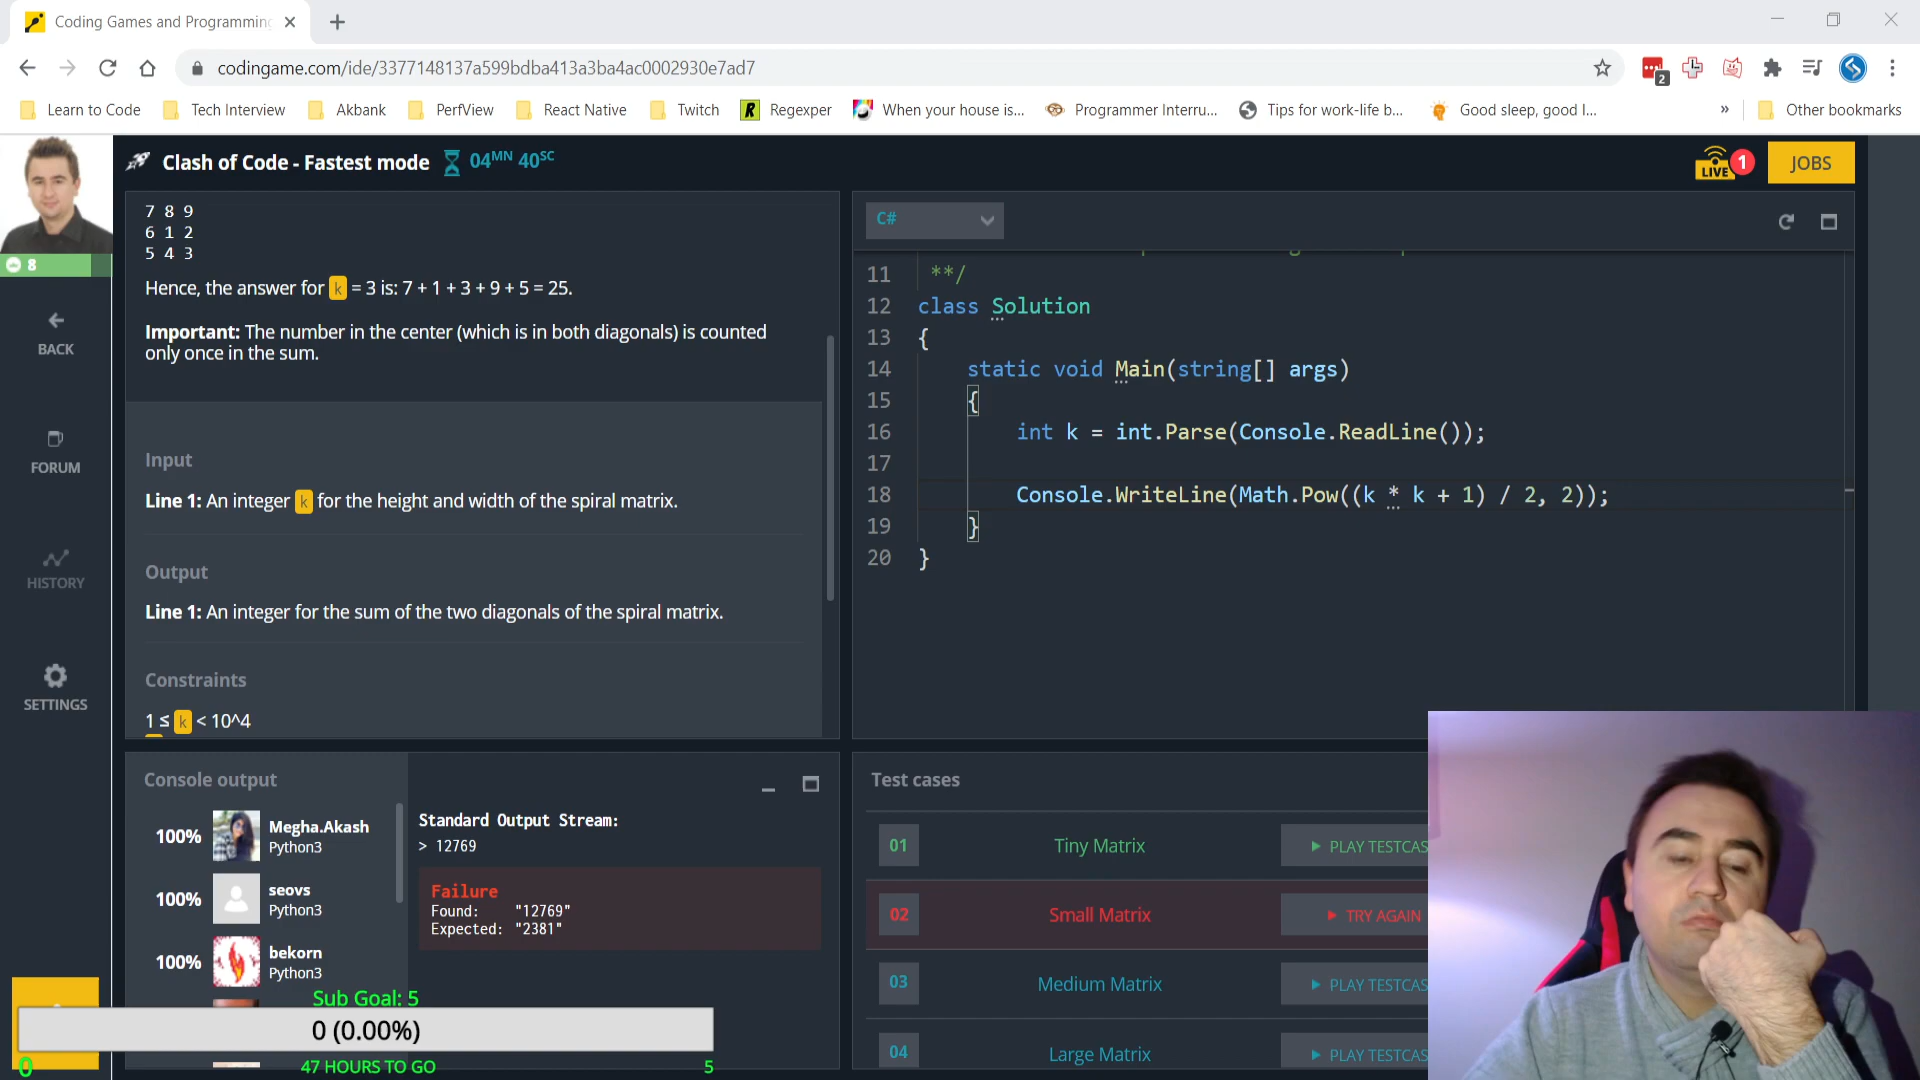 Coding Games and Programming
codingame.com/ide/3377148137a599bdba413a3ba4ac0002930e7ad7
2
Learn to Code
Tech Interview
Akbank
PerfView
React Native
Twitch
R
Regexper
When your house is...
Programmer Interru...
Tips for work-life b...
Good sleep, good l...
»
Other bookmarks
Clash of Code - Fastest mode
04MN 40SC
LIVE
1
JOBS
8
BACK
FORUM
HISTORY
SETTINGS
7 8 9
6 1 2
5 4 3
Hence, the answer for k = 3 is: 7 + 1 + 3 + 9 + 5 = 25.
Important: The number in the center (which is in both diagonals) is counted
only once in the sum.
Input
Line 1: An integer k for the height and width of the spiral matrix.
Output
Line 1: An integer for the sum of the two diagonals of the spiral matrix.
Constraints
1 ≤ k < 10^4
C#
11 **/
12 class Solution
13 {
14 static void Main(string[] args)
15 {
16 int k = int.Parse(Console.ReadLine());
17
18 Console.WriteLine(Math.Pow((k * k + 1) / 2, 2));
19 }
20 }
Console output
100% Megha.Akash
Python3
100% seovs
Python3
100% bekorn
Python3
Standard Output Stream:
> 12769
Failure
Found: "12769"
Expected: "2381"
Test cases
01 Tiny Matrix PLAY TESTCAS
02 Small Matrix TRY AGAIN
03 Medium Matrix PLAY TESTCAS
04 Large Matrix PLAY TESTCAS
Sub Goal: 5
0 (0.00%)
0
47 HOURS TO GO
5